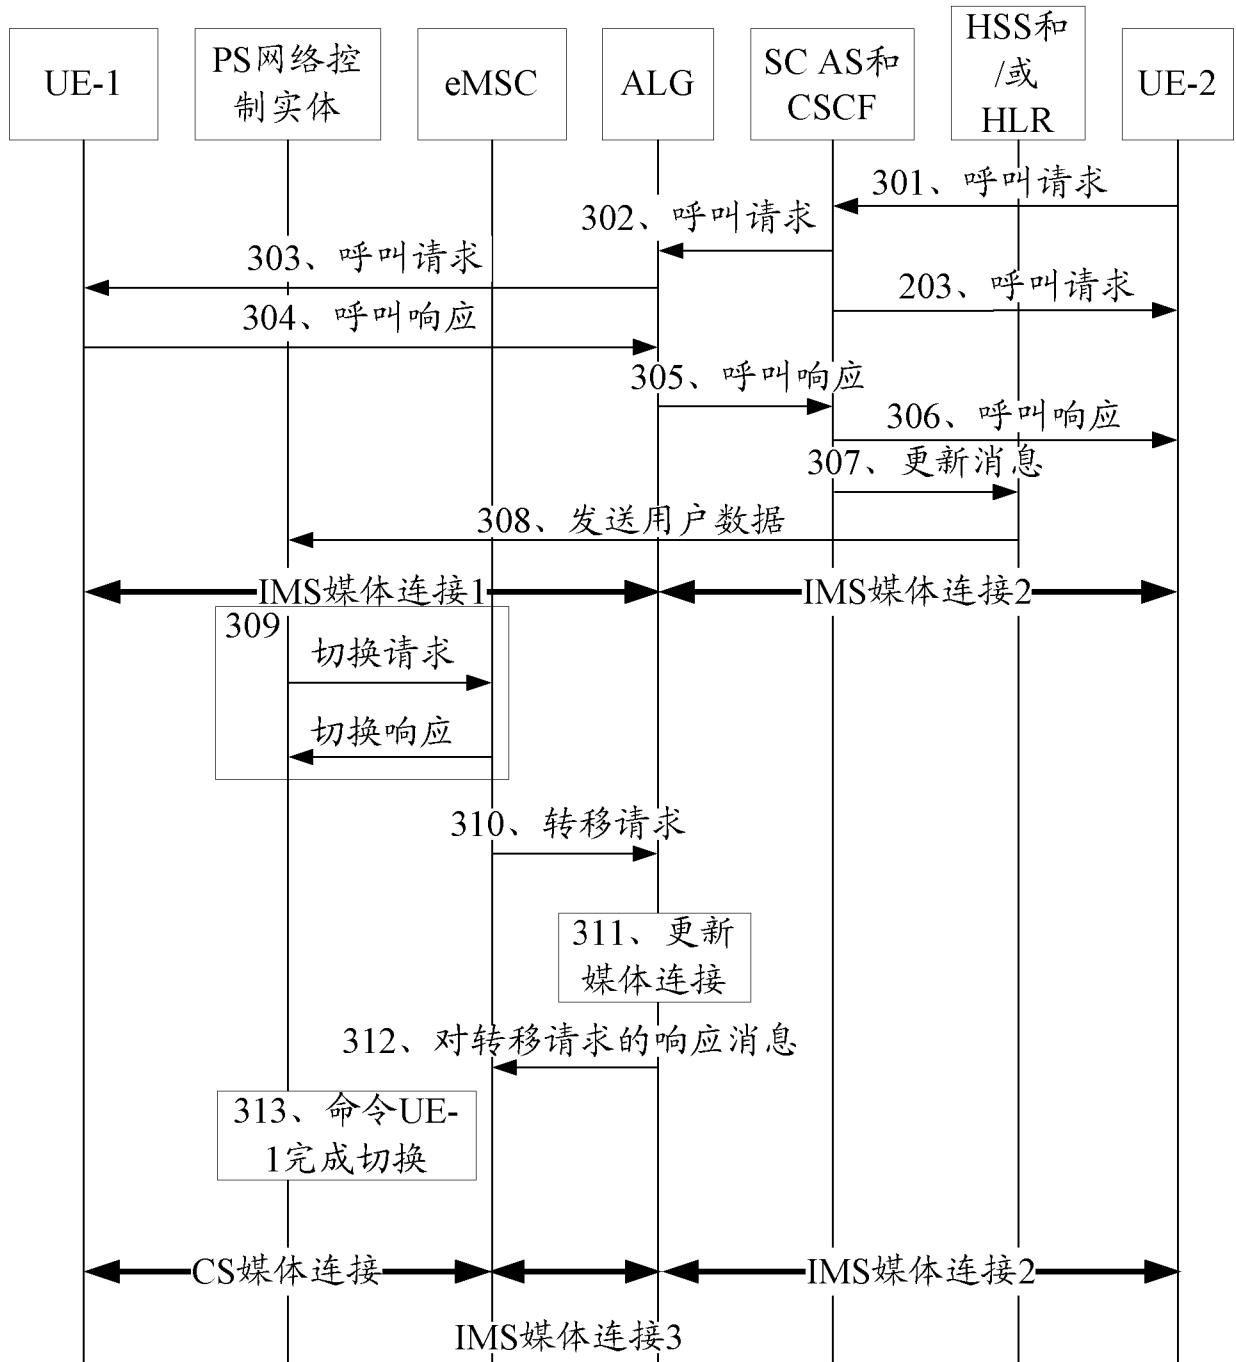 UE-1
PS网络控
制实体
eMSC
ALG
SC AS和
CSCF
HSS和
/或
HLR
UE-2
301、呼叫请求
302、呼叫请求
303、呼叫请求
203、呼叫请求
304、呼叫响应
305、呼叫响应
306、呼叫响应
307、更新消息
308、发送用户数据
IMS媒体连接1
IMS媒体连接2
309
切换请求
切换响应
310、转移请求
311、更新
媒体连接
312、对转移请求的响应消息
313、命令UE-
1完成切换
CS媒体连接
IMS媒体连接2
IMS媒体连接3